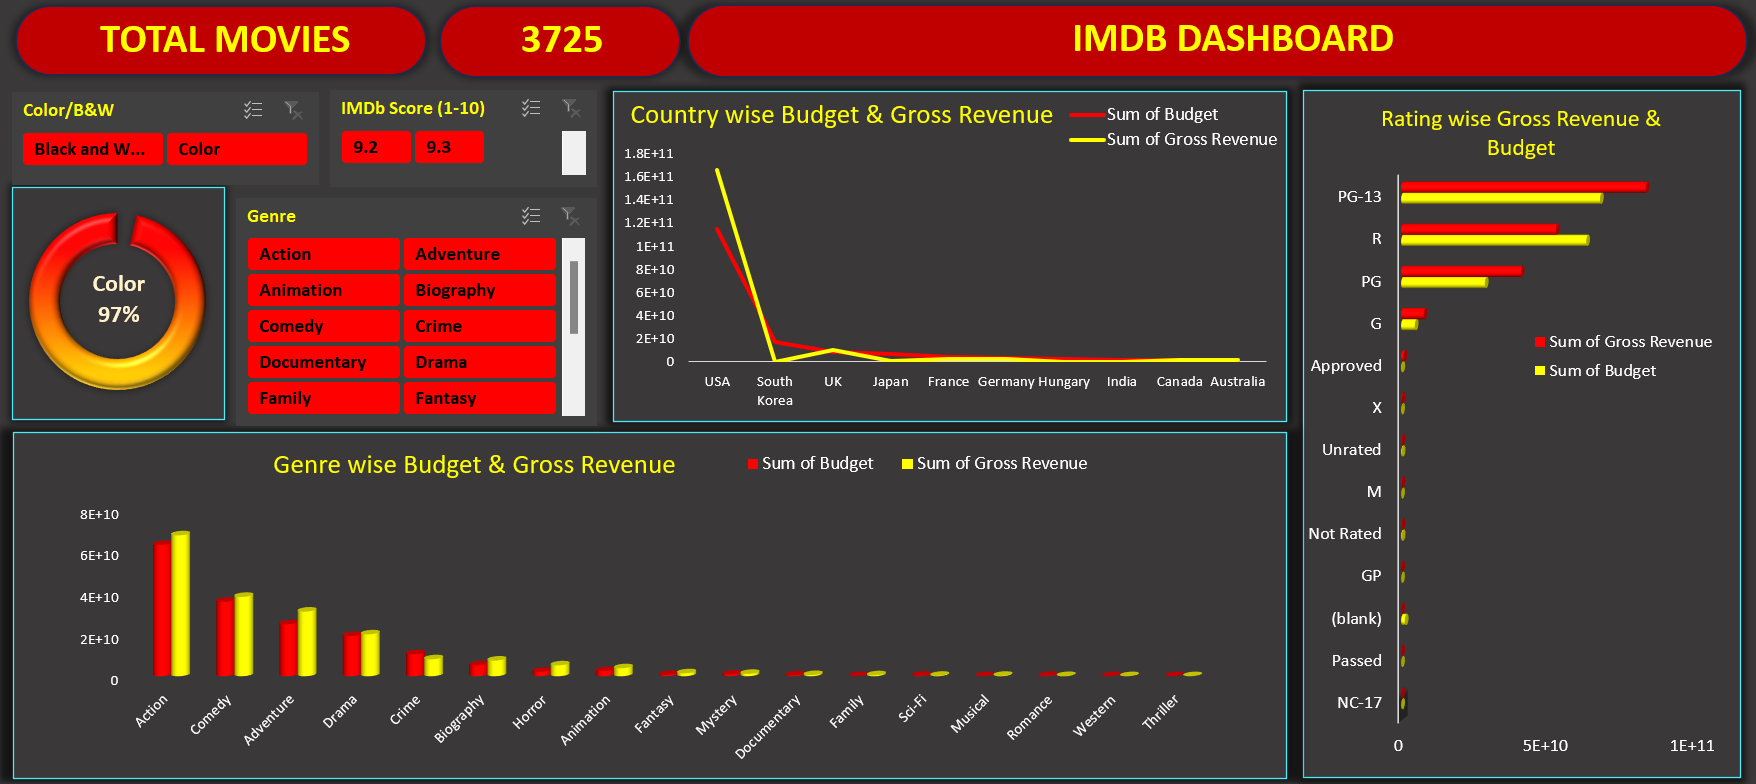 TOTAL MOVIES
3725
IMDB DASHBOARD
Color/B&W
Black and W...
Color
IMDb Score (1-10)
9.2
9.3
Color
97%
Genre
Action
Adventure
Animation
Biography
Comedy
Crime
Documentary
Drama
Family
Fantasy
Country wise Budget & Gross Revenue
Sum of Budget
Sum of Gross Revenue
1.8E+11
1.6E+11
1.4E+11
1.2E+11
1E+11
8E+10
6E+10
4E+10
2E+10
0
USA
South
Korea
UK
Japan
France
Germany
Hungary
India
Canada
Australia
Rating wise Gross Revenue &
Budget
PG-13
R
PG
G
Approved
X
Unrated
M
Not Rated
GP
(blank)
Passed
NC-17
Sum of Gross Revenue
Sum of Budget
0
5E+10
1E+11
Genre wise Budget & Gross Revenue
Sum of Budget
Sum of Gross Revenue
8E+10
6E+10
4E+10
2E+10
0
Action
Comedy
Adventure
Drama
Crime
Biography
Horror
Animation
Fantasy
Mystery
Documentary
Family
Sci-Fi
Musical
Romance
Western
Thriller